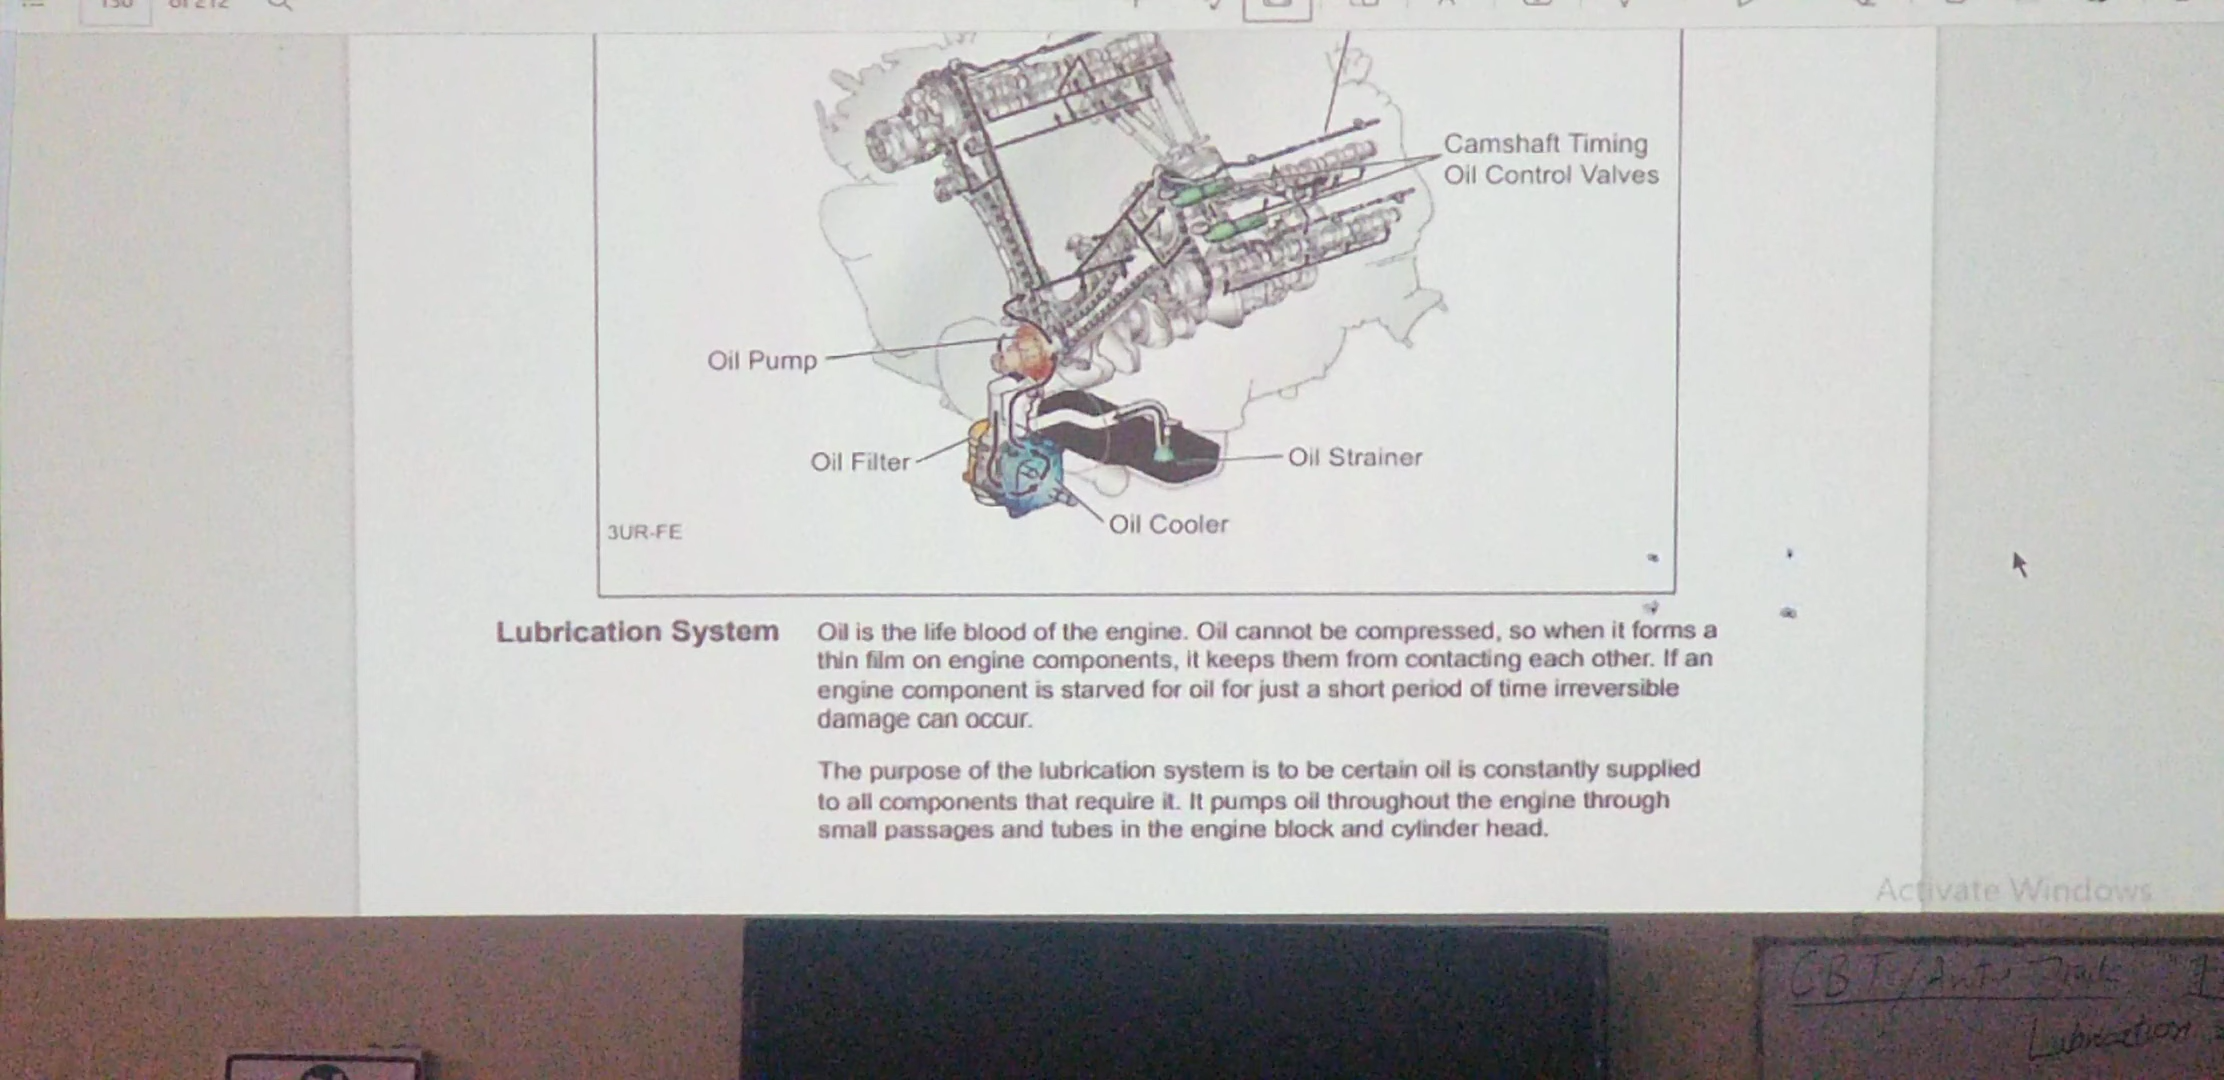 of 212
Camshaft Timing
Oil Control Valves
Oil Pump
Oil Filter
Oil Strainer
Oil Cooler
3UR-FE
Lubrication System
Oil is the life blood of the engine. Oil cannot be compressed, so when it forms a
thin film on engine components, it keeps them from contacting each other. If an
engine component is starved for oil for just a short period of time irreversible
damage can occur.
The purpose of the lubrication system is to be certain oil is constantly supplied
to all components that require it. It pumps oil throughout the engine through
small passages and tubes in the engine block and cylinder head.
Activate Windows
CBT/Auto
Lubrication